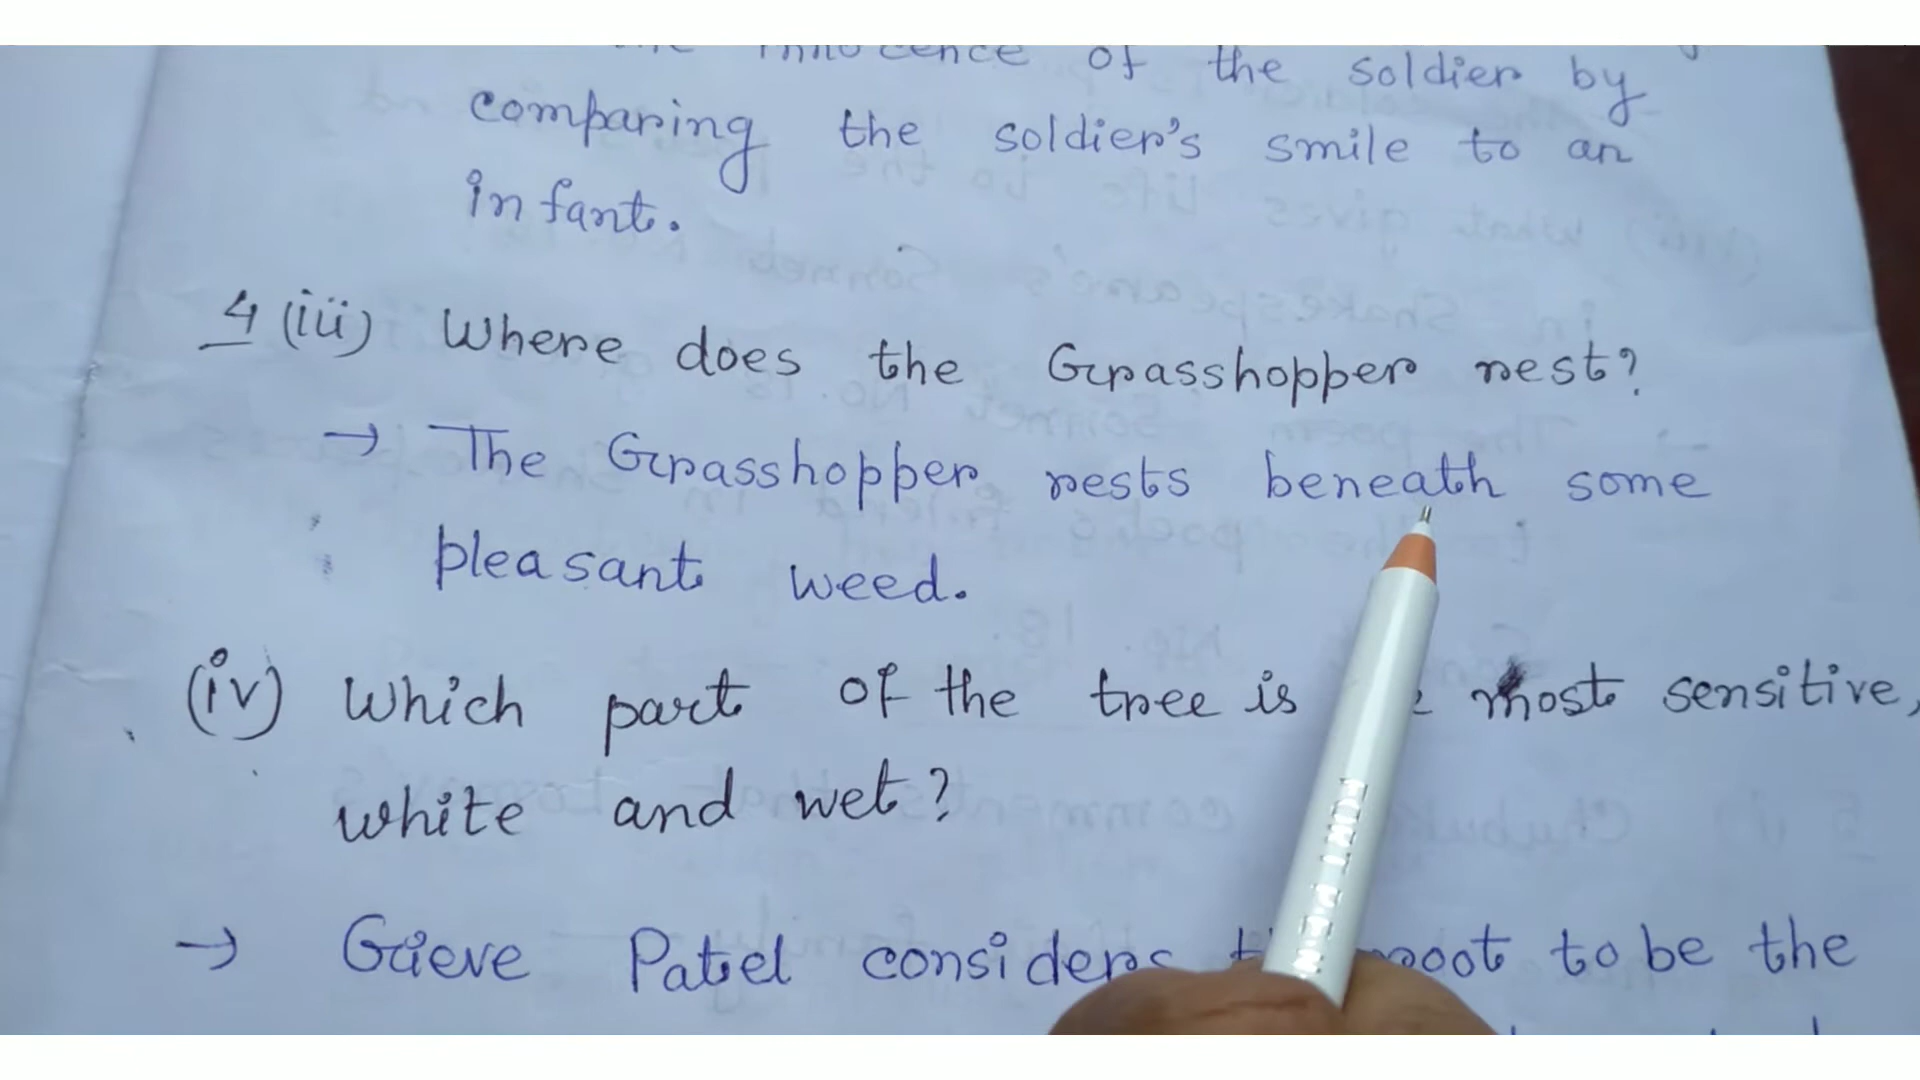 innocence of the soldier by
comparing the soldier's smile to an
infant.
4 (iii) Where does the Grasshopper rest?
→ The Grasshopper rests beneath some
pleasant weed.
(iv) Which part of the tree is most sensitive,
white and wet?
→ Gieve Patel considers root to be the